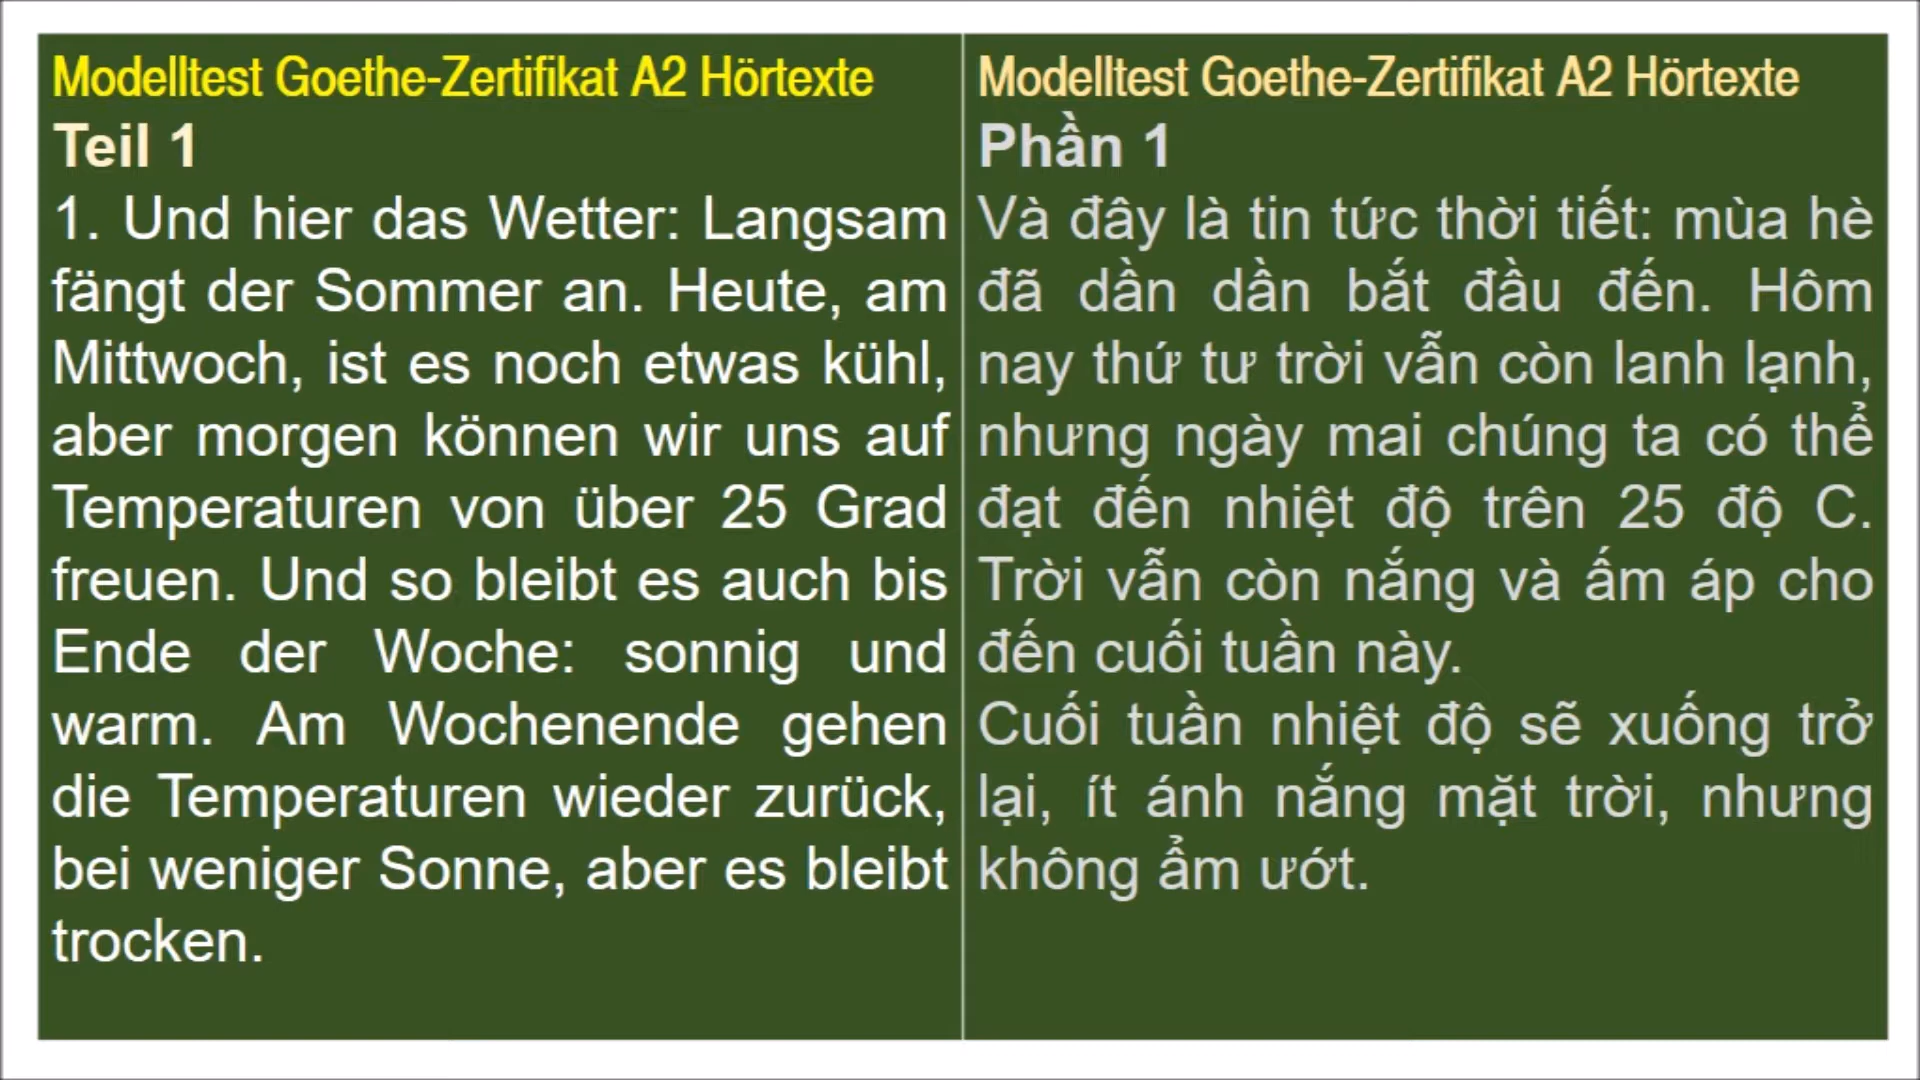 Modelltest Goethe-Zertifikat A2 Hörtexte
Teil 1
1. Und hier das Wetter: Langsam
fängt der Sommer an. Heute, am
Mittwoch, ist es noch etwas kühl,
aber morgen können wir uns auf
Temperaturen von über 25 Grad
freuen. Und so bleibt es auch bis
Ende der Woche: sonnig und
warm. Am Wochenende gehen
die Temperaturen wieder zurück,
bei weniger Sonne, aber es bleibt
trocken.
Modelltest Goethe-Zertifikat A2 Hörtexte
Phần 1
Và đây là tin tức thời tiết: mùa hè
đã dần dần bắt đầu đến. Hôm
nay thứ tư trời vẫn còn lanh lạnh,
nhưng ngày mai chúng ta có thể
đạt đến nhiệt độ trên 25 độ C.
Trời vẫn còn nắng và ấm áp cho
đến cuối tuần này.
Cuối tuần nhiệt độ sẽ xuống trở
lại, ít ánh nắng mặt trời, nhưng
không ẩm ướt.